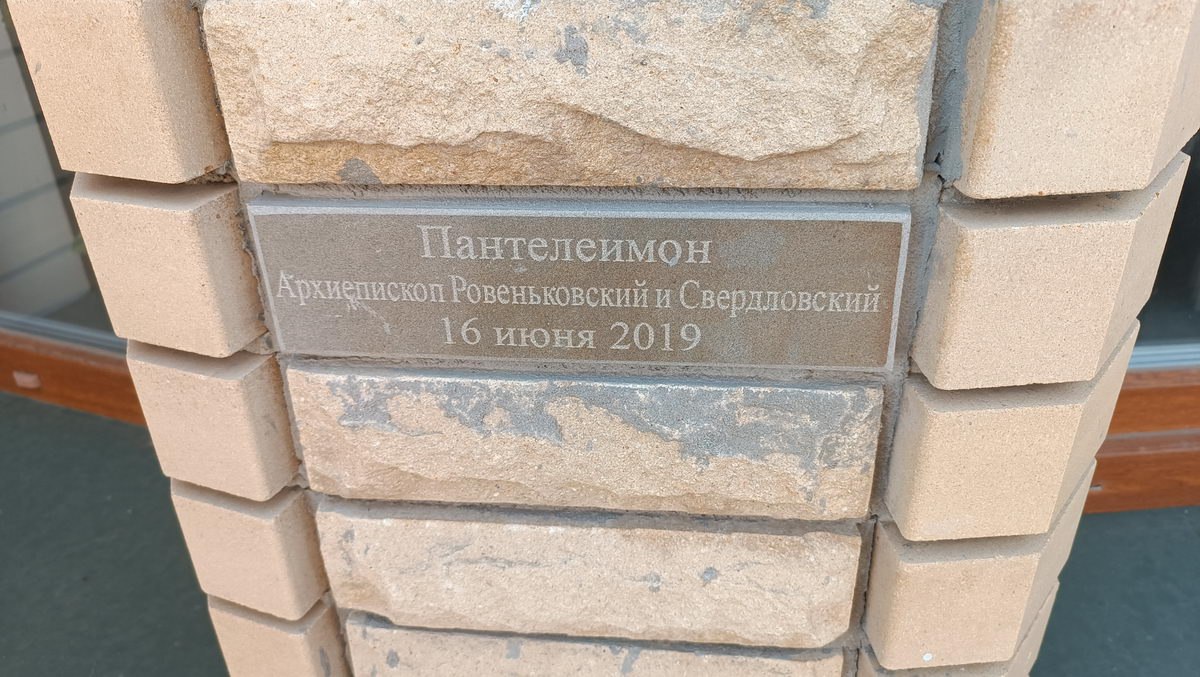 Пантелеимон
Архиепископ Ровеньковский и Свердловский
16 июня 2019